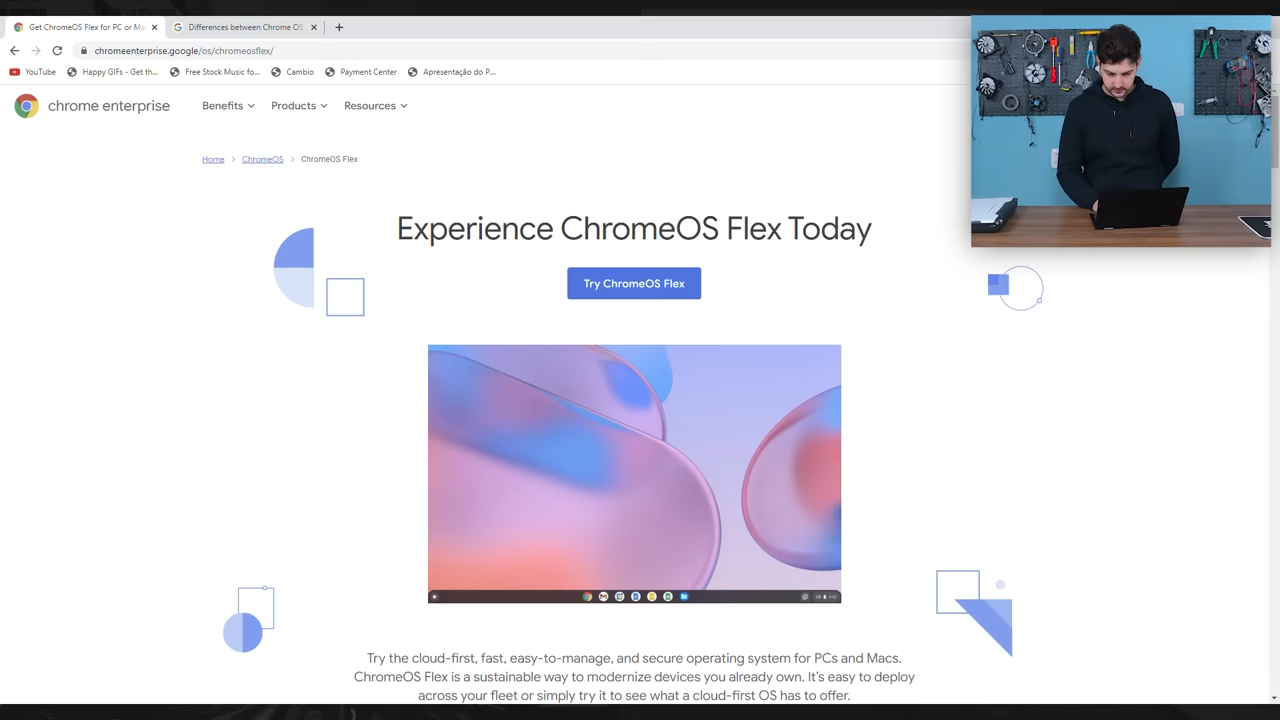 Get ChromeOS Flex for PC or Ma
Differences between Chrome OS
chromeenterprise.google/os/chromeosflex/
YouTube
Happy GIFs - Get th...
Free Stock Music fo...
Cambio
Payment Center
Apresentação do P...
chrome enterprise
Benefits
Products
Resources
Home > ChromeOS > ChromeOS Flex
Experience ChromeOS Flex Today
Try ChromeOS Flex
Try the cloud-first, fast, easy-to-manage, and secure operating system for PCs and Macs.
ChromeOS Flex is a sustainable way to modernize devices you already own. It's easy to deploy
across your fleet or simply try it to see what a cloud-first OS has to offer.